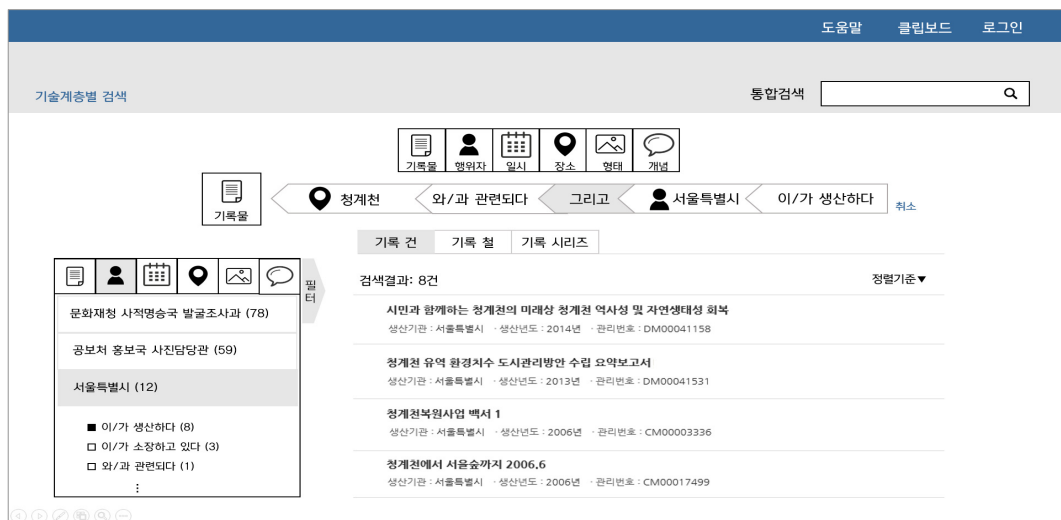 도움말 클립보드 로그인
기술계층별 검색 통합검색
기록물 행위자 일시 장소 형태 개념
기록물 청계천 와/과 관련되다 그리고 서울특별시 이/가 생산하다 취소
기록 건 기록 철 기록 시리즈
필터
검색결과: 8건 정렬기준▼
문화재청 사적명승국 발굴조사과 (78)
공보처 홍보국 사진담당관 (59)
서울특별시 (12)
■ 이/가 생산하다 (8)
□ 이/가 소장하고 있다 (3)
□ 와/과 관련되다 (1)
⋮
시민과 함께하는 청계천의 미래상 청계천 역사성 및 자연생태성 회복
생산기관 : 서울특별시 · 생산년도 : 2014년 · 관리번호 : DM00041158
청계천 유역 환경치수 도시관리방안 수립 요약보고서
생산기관 : 서울특별시 · 생산년도 : 2013년 · 관리번호 : DM00041531
청계천복원사업 백서 1
생산기관 : 서울특별시 · 생산년도 : 2006년 · 관리번호 : CM00003336
청계천에서 서울숲까지 2006.6
생산기관 : 서울특별시 · 생산년도 : 2006년 · 관리번호 : CM00017499